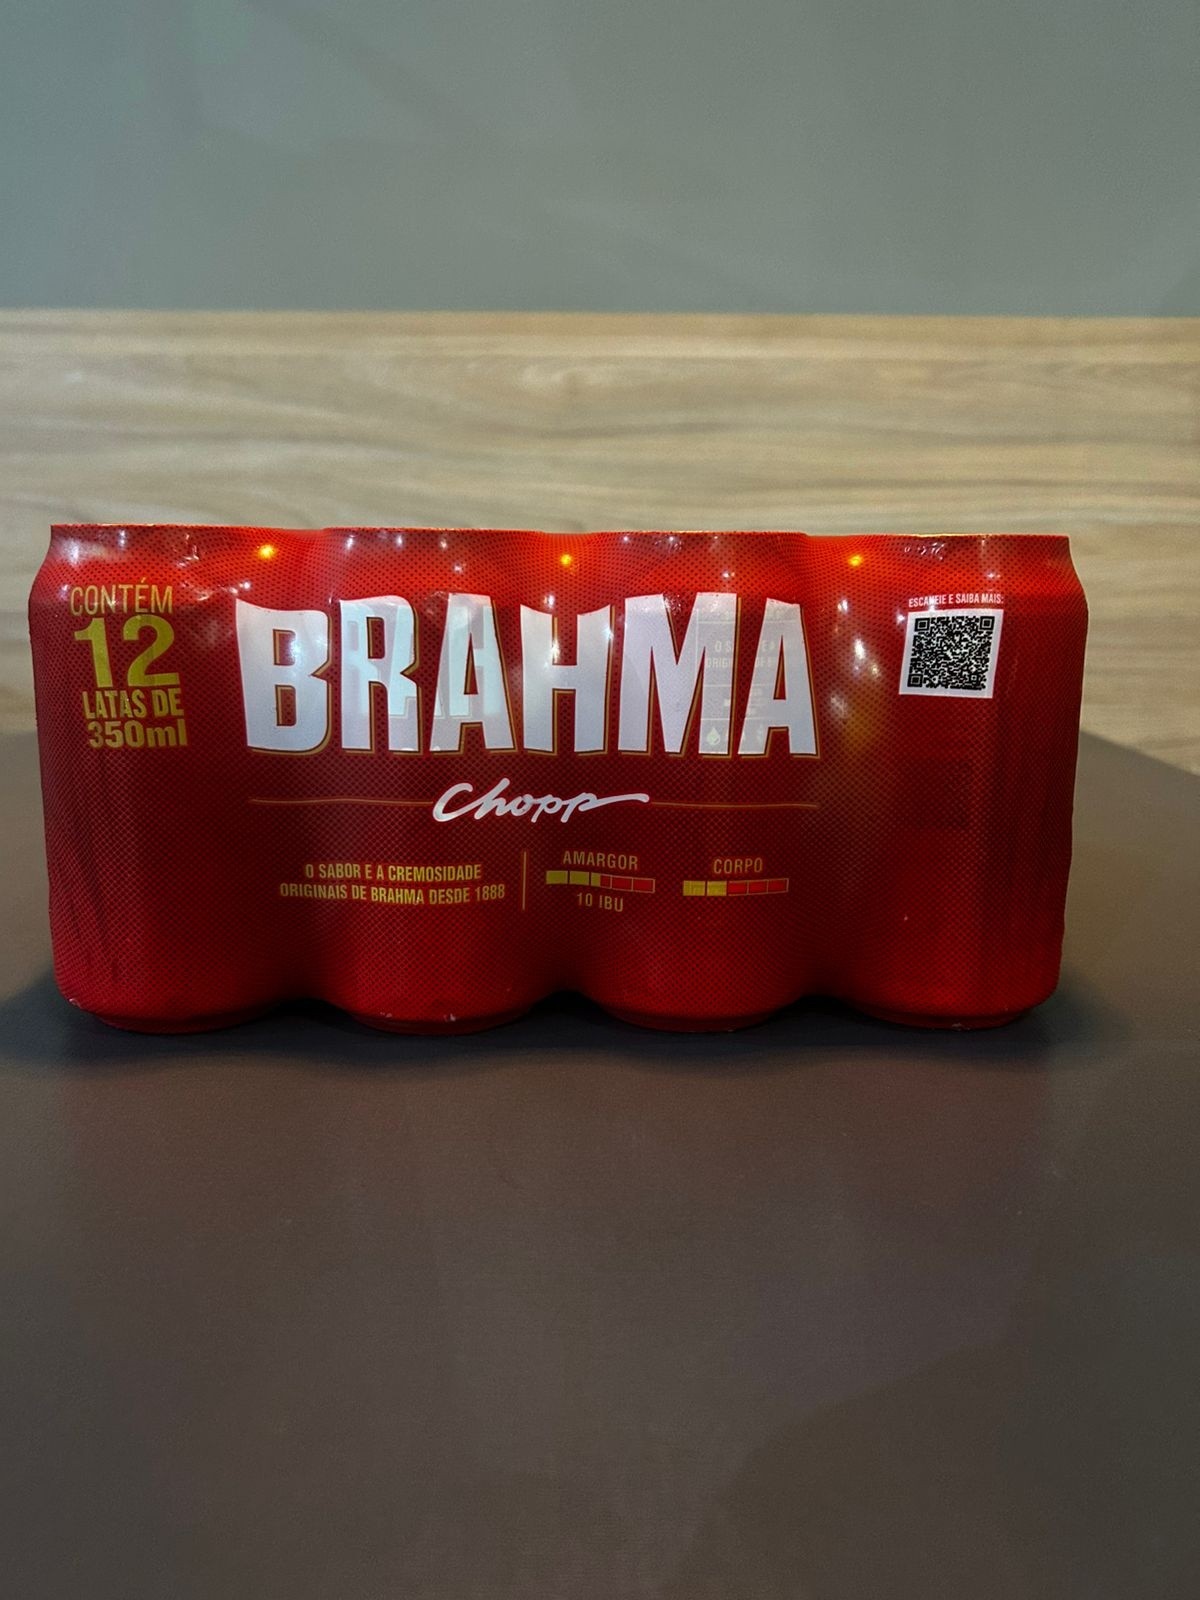 CONTÉM
12
LATAS DE
350ml
BRAHMA
Chopp
O SABOR E A CREMOSIDADE
ORIGINAIS DE BRAHMA DESDE 1888
AMARGOR
10 IBU
CORPO
ESCANEIE E SAIBA MAIS: